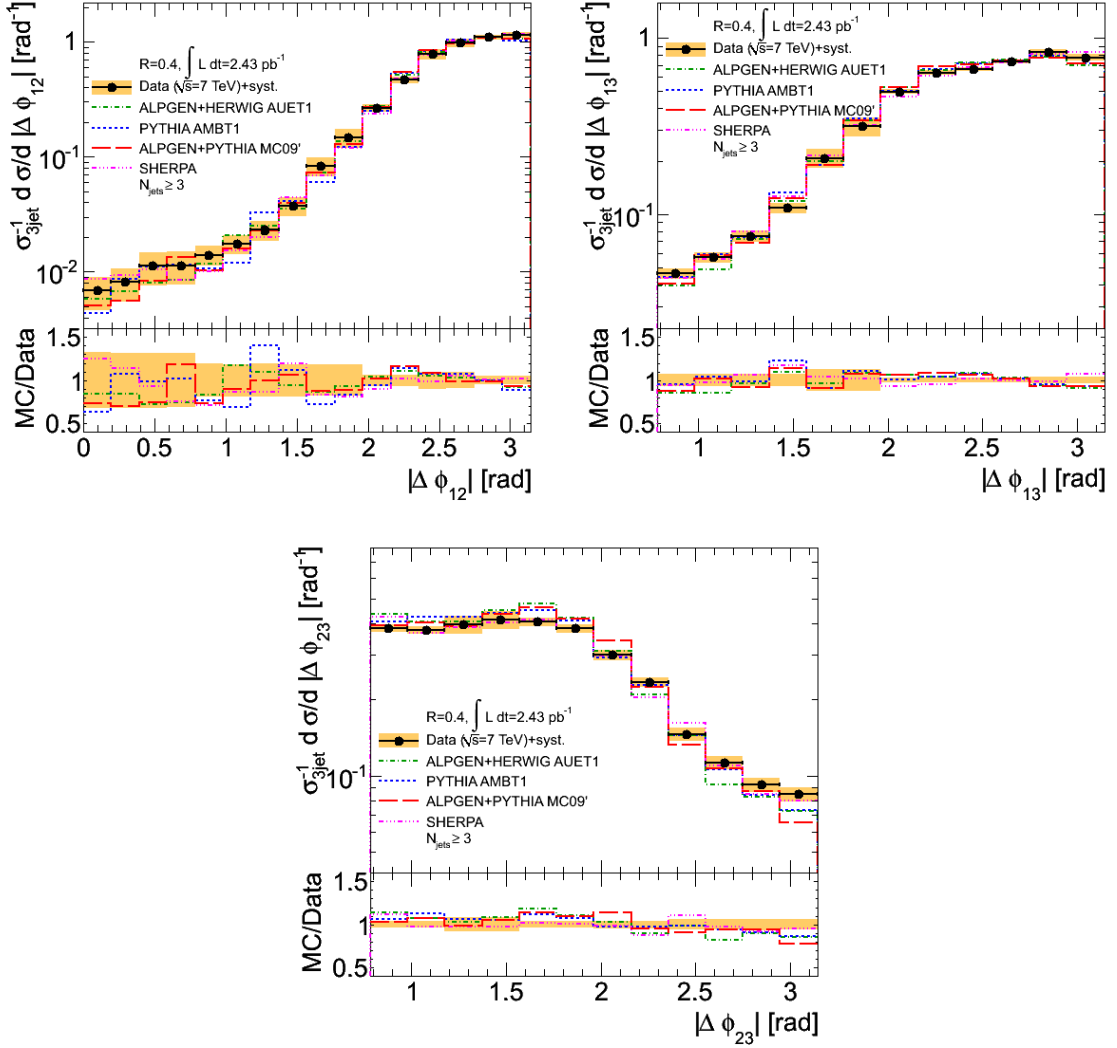 σ⁻¹₃jet d σ/d |Δ ϕ₁₂| [rad⁻¹]
1
10⁻¹
10⁻²
R=0.4, ∫ L dt=2.43 pb⁻¹
Data (√s=7 TeV)+syst.
ALPGEN+HERWIG AUET1
PYTHIA AMBT1
ALPGEN+PYTHIA MC09'
SHERPA
N_jets ≥ 3
MC/Data
1.5
1
0.5
0 0.5 1 1.5 2 2.5 3
|Δ ϕ₁₂| [rad]
σ⁻¹₃jet d σ/d |Δ ϕ₁₃| [rad⁻¹]
1
10⁻¹
R=0.4, ∫ L dt=2.43 pb⁻¹
Data (√s=7 TeV)+syst.
ALPGEN+HERWIG AUET1
PYTHIA AMBT1
ALPGEN+PYTHIA MC09'
SHERPA
N_jets ≥ 3
MC/Data
1.5
1
0.5
1 1.5 2 2.5 3
|Δ ϕ₁₃| [rad]
σ⁻¹₃jet d σ/d |Δ ϕ₂₃| [rad⁻¹]
10⁻¹
R=0.4, ∫ L dt=2.43 pb⁻¹
Data (√s=7 TeV)+syst.
ALPGEN+HERWIG AUET1
PYTHIA AMBT1
ALPGEN+PYTHIA MC09'
SHERPA
N_jets ≥ 3
MC/Data
1.5
1
0.5
1 1.5 2 2.5 3
|Δ ϕ₂₃| [rad]